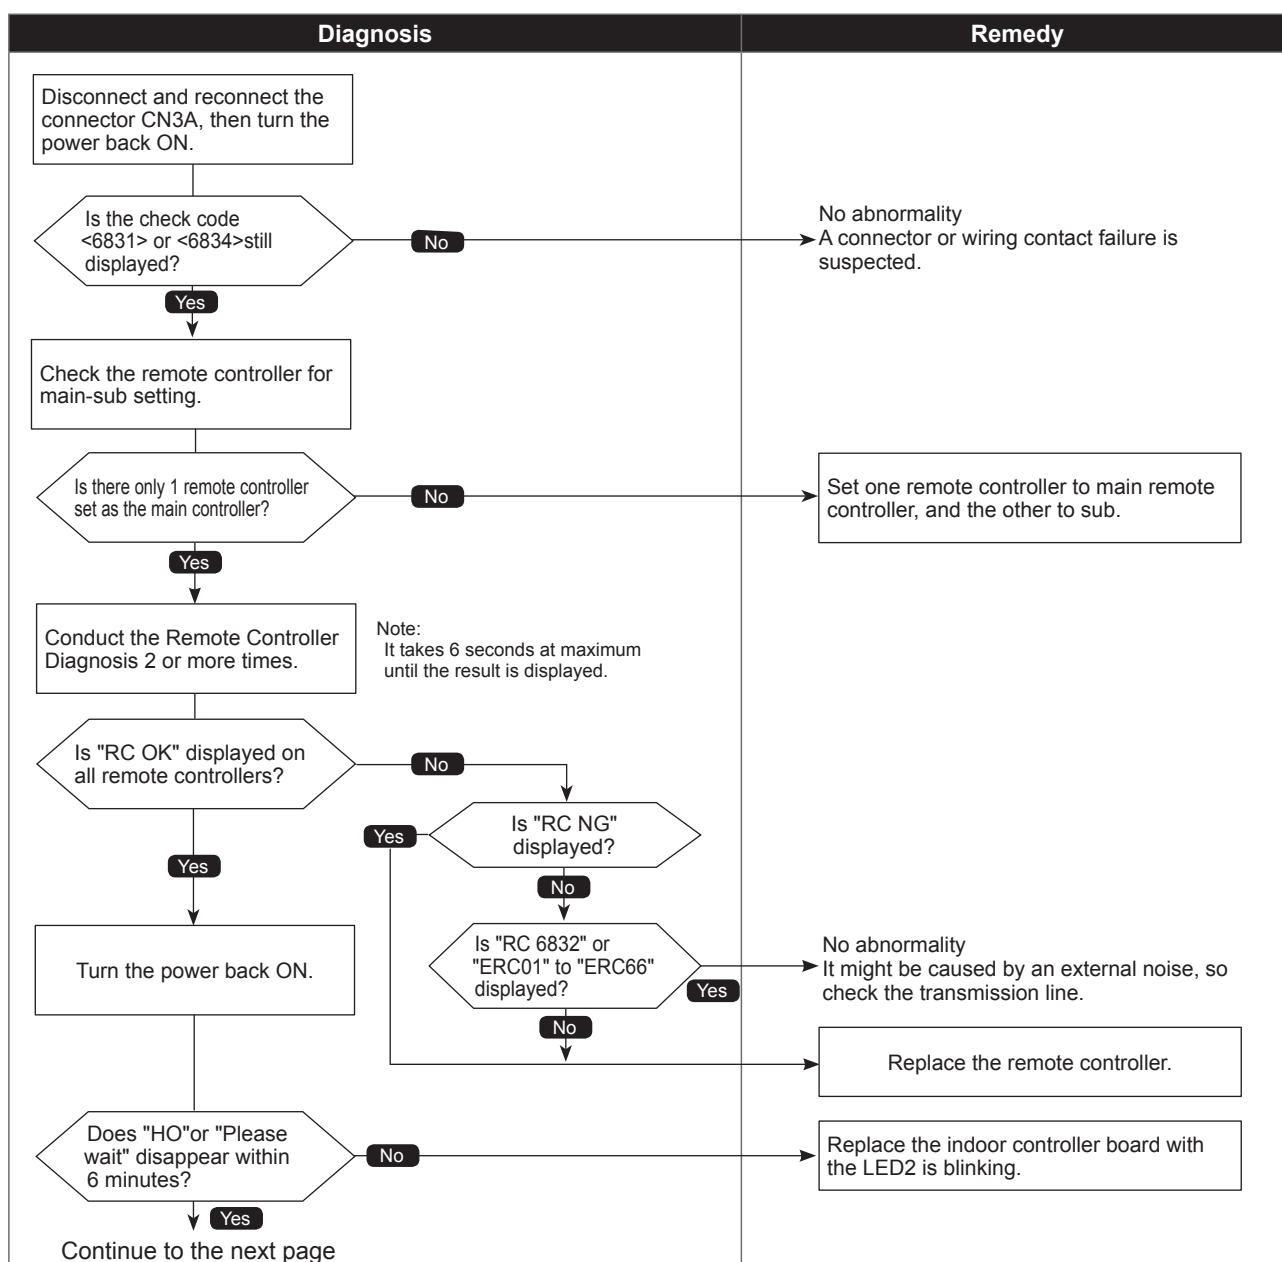 Diagnosis
Remedy
Disconnect and reconnect the
connector CN3A, then turn the
power back ON.
Is the check code
<6831> or <6834>still
displayed?
No
No abnormality
A connector or wiring contact failure is
suspected.
Yes
Check the remote controller for
main-sub setting.
Is there only 1 remote controller
set as the main controller?
No
Set one remote controller to main remote
controller, and the other to sub.
Yes
Conduct the Remote Controller
Diagnosis 2 or more times.
Note:
It takes 6 seconds at maximum
until the result is displayed.
Is "RC OK" displayed on
all remote controllers?
No
Is "RC NG"
displayed?
Yes
Yes
No
Is "RC 6832" or
"ERC01" to "ERC66"
displayed?
Yes
No abnormality
It might be caused by an external noise, so
check the transmission line.
No
Turn the power back ON.
Replace the remote controller.
Does "HO"or "Please
wait" disappear within
6 minutes?
No
Replace the indoor controller board with
the LED2 is blinking.
Yes
Continue to the next page